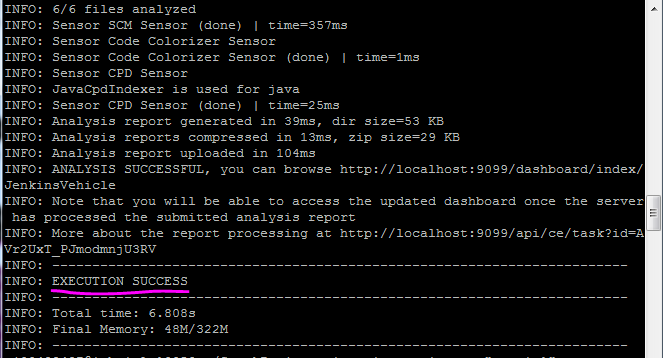 INFO: 6/6 files analyzed
INFO: Sensor SCM Sensor (done) | time=357ms
INFO: Sensor Code Colorizer Sensor
INFO: Sensor Code Colorizer Sensor (done) | time=1ms
INFO: Sensor CPD Sensor
INFO: JavaCpdIndexer is used for java
INFO: Sensor CPD Sensor (done) | time=25ms
INFO: Analysis report generated in 39ms, dir size=53 KB
INFO: Analysis reports compressed in 13ms, zip size=29 KB
INFO: Analysis report uploaded in 104ms
INFO: ANALYSIS SUCCESSFUL, you can browse http://localhost:9099/dashboard/index/
JenkinsVehicle
INFO: Note that you will be able to access the updated dashboard once the server
has processed the submitted analysis report
INFO: More about the report processing at http://localhost:9099/api/ce/task?id=A
Vr2UxT_PJmodmnjU3RV
INFO: ------------------------------------------------------------------------
INFO: EXECUTION SUCCESS
INFO: ------------------------------------------------------------------------
INFO: Total time: 6.808s
INFO: Final Memory: 48M/322M
INFO: ------------------------------------------------------------------------